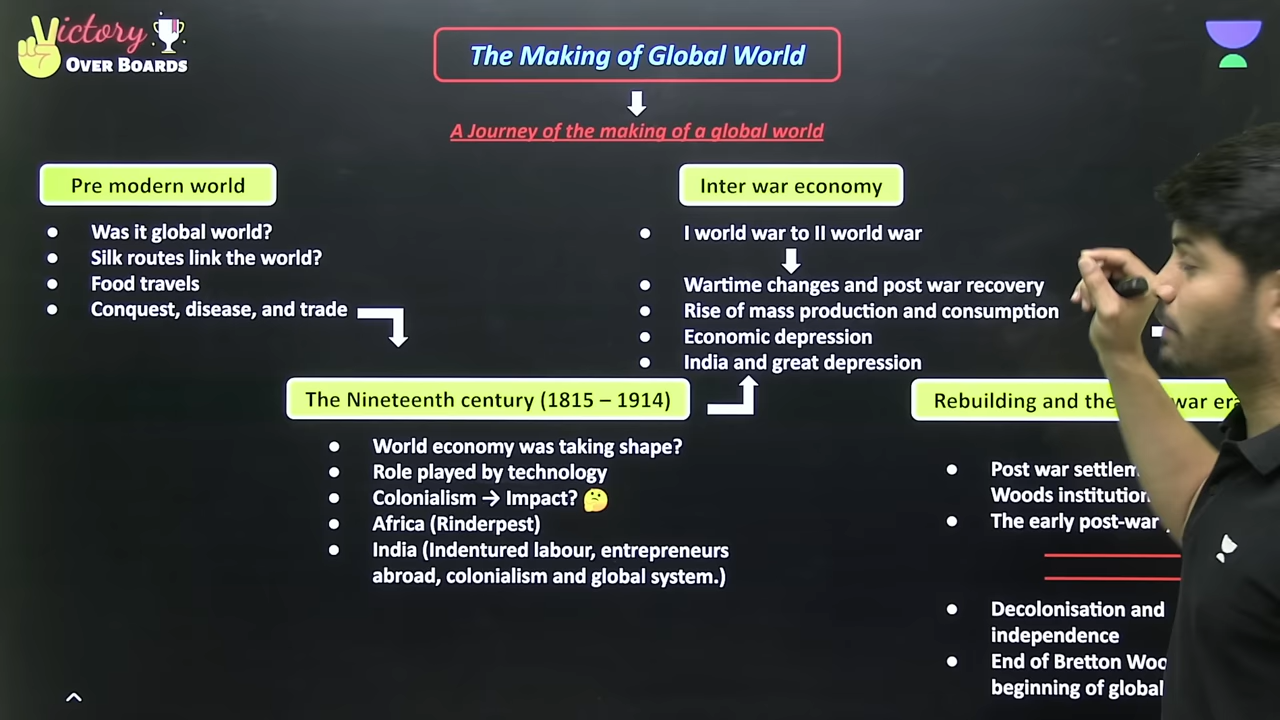 Victory
OVER BOARDS
The Making of Global World
A Journey of the making of a global world
Pre modern world
• Was it global world?
• Silk routes link the world?
• Food travels
• Conquest, disease, and trade
Inter war economy
• I world war to II world war
• Wartime changes and post war recovery
• Rise of mass production and consumption
• Economic depression
• India and great depression
The Nineteenth century (1815 – 1914)
• World economy was taking shape?
• Role played by technology
• Colonialism → Impact? 🤔
• Africa (Rinderpest)
• India (Indentured labour, entrepreneurs
abroad, colonialism and global system.)
Rebuilding and the war era
• Post war
Woods
• The early post-war
• Decolonisation and
independence
• End of Bretton
beginning of global